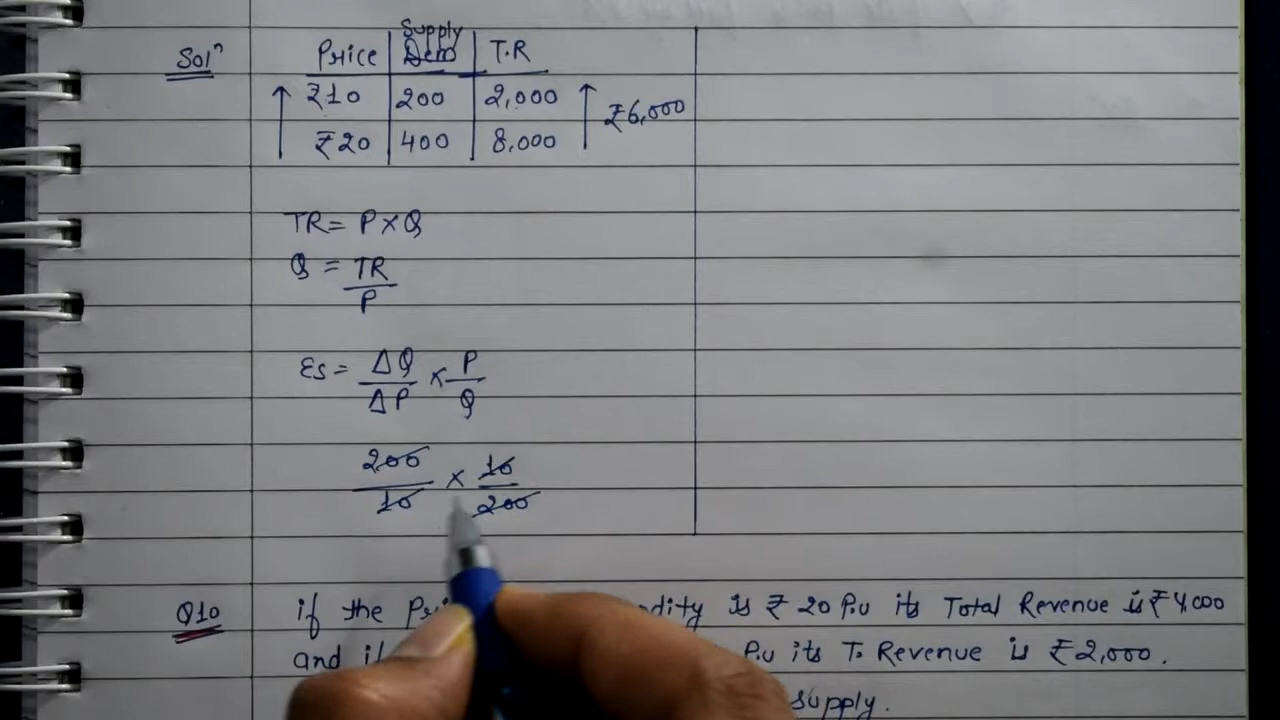 Solⁿ
Price | Supply Dem | T.R
₹10 | 200 | 2,000 ₹6,000
₹20 | 400 | 8,000
TR = P×Q
Q = TR/P
Es = ΔQ/ΔP × P/Q
200/10 × 10/200
Q10 if the Pri dity is ₹ 20 P.u its Total Revenue is ₹4,000
and P.u its T. Revenue is ₹2,000.
supply.